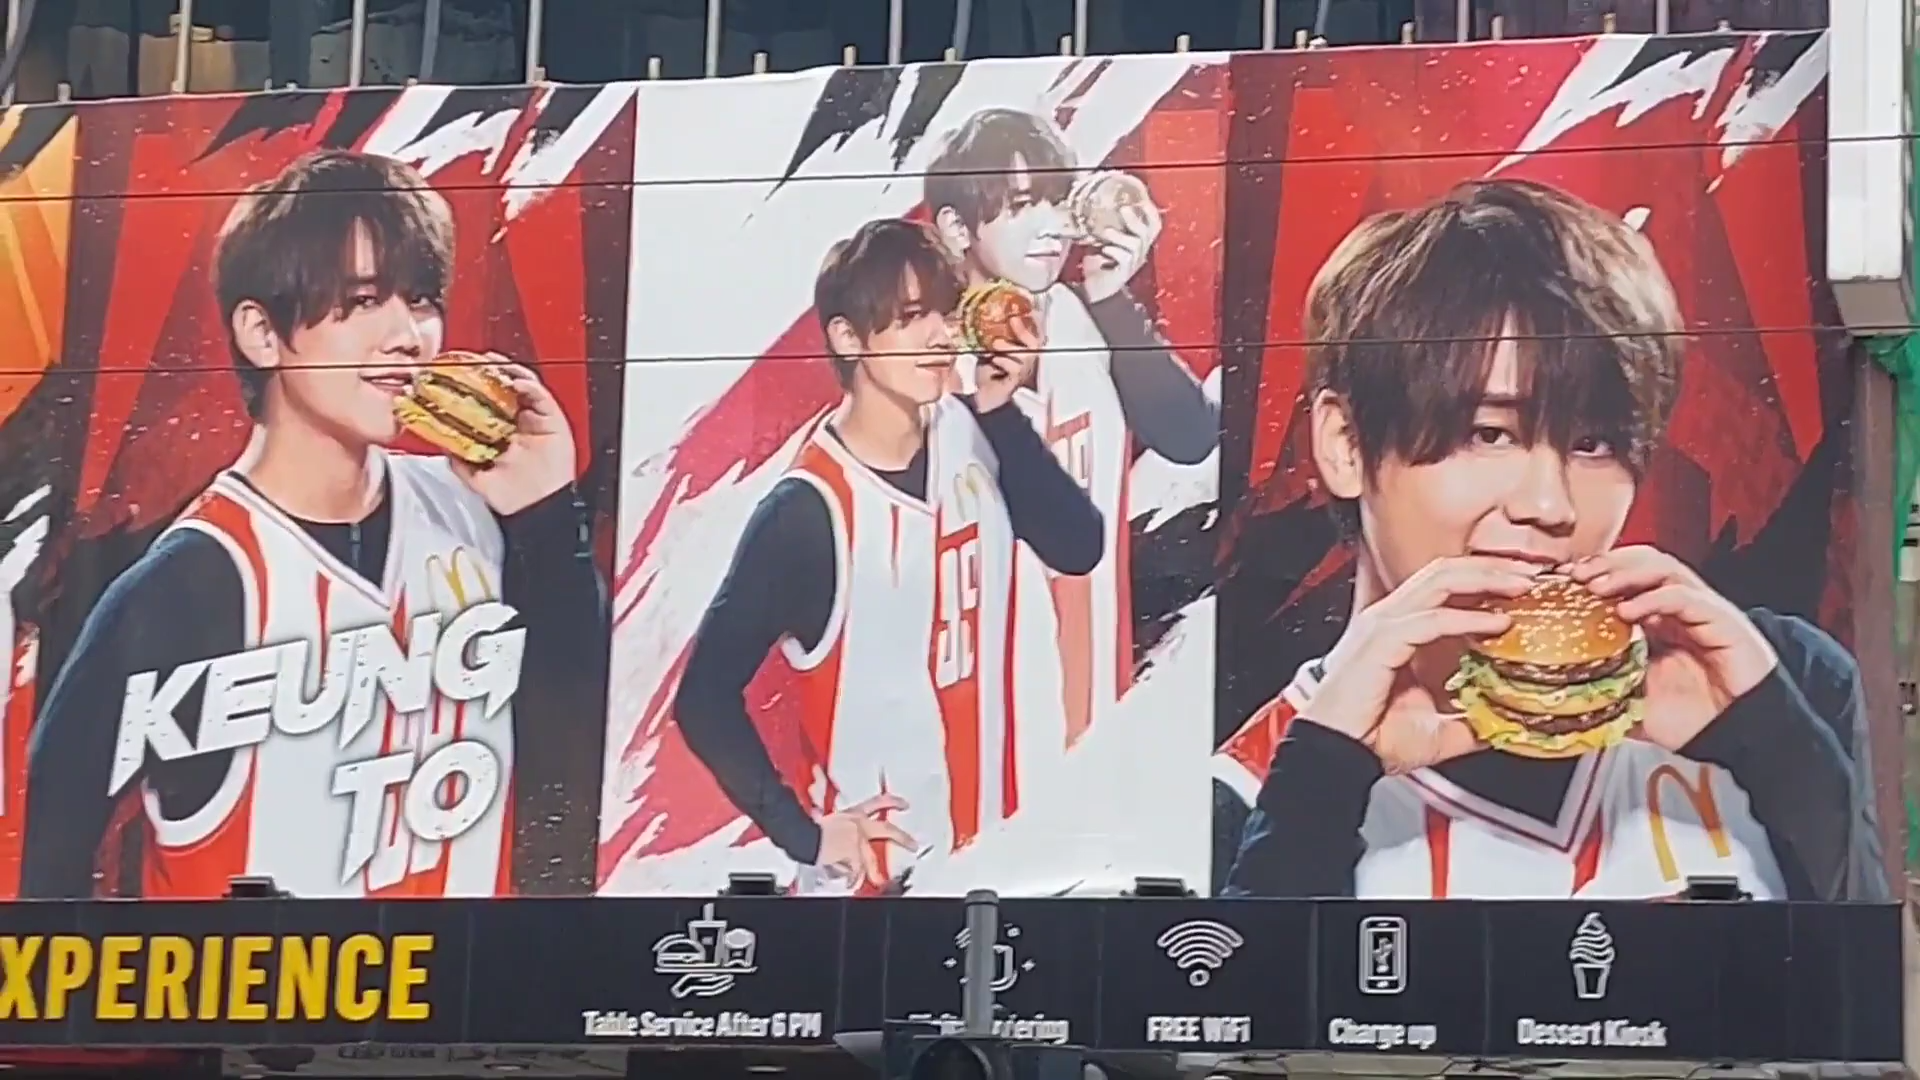 KEUNG
TO
XPERIENCE
Table Service After 6 PM
FREE WiFi
Charge up
Dessert Kiosk